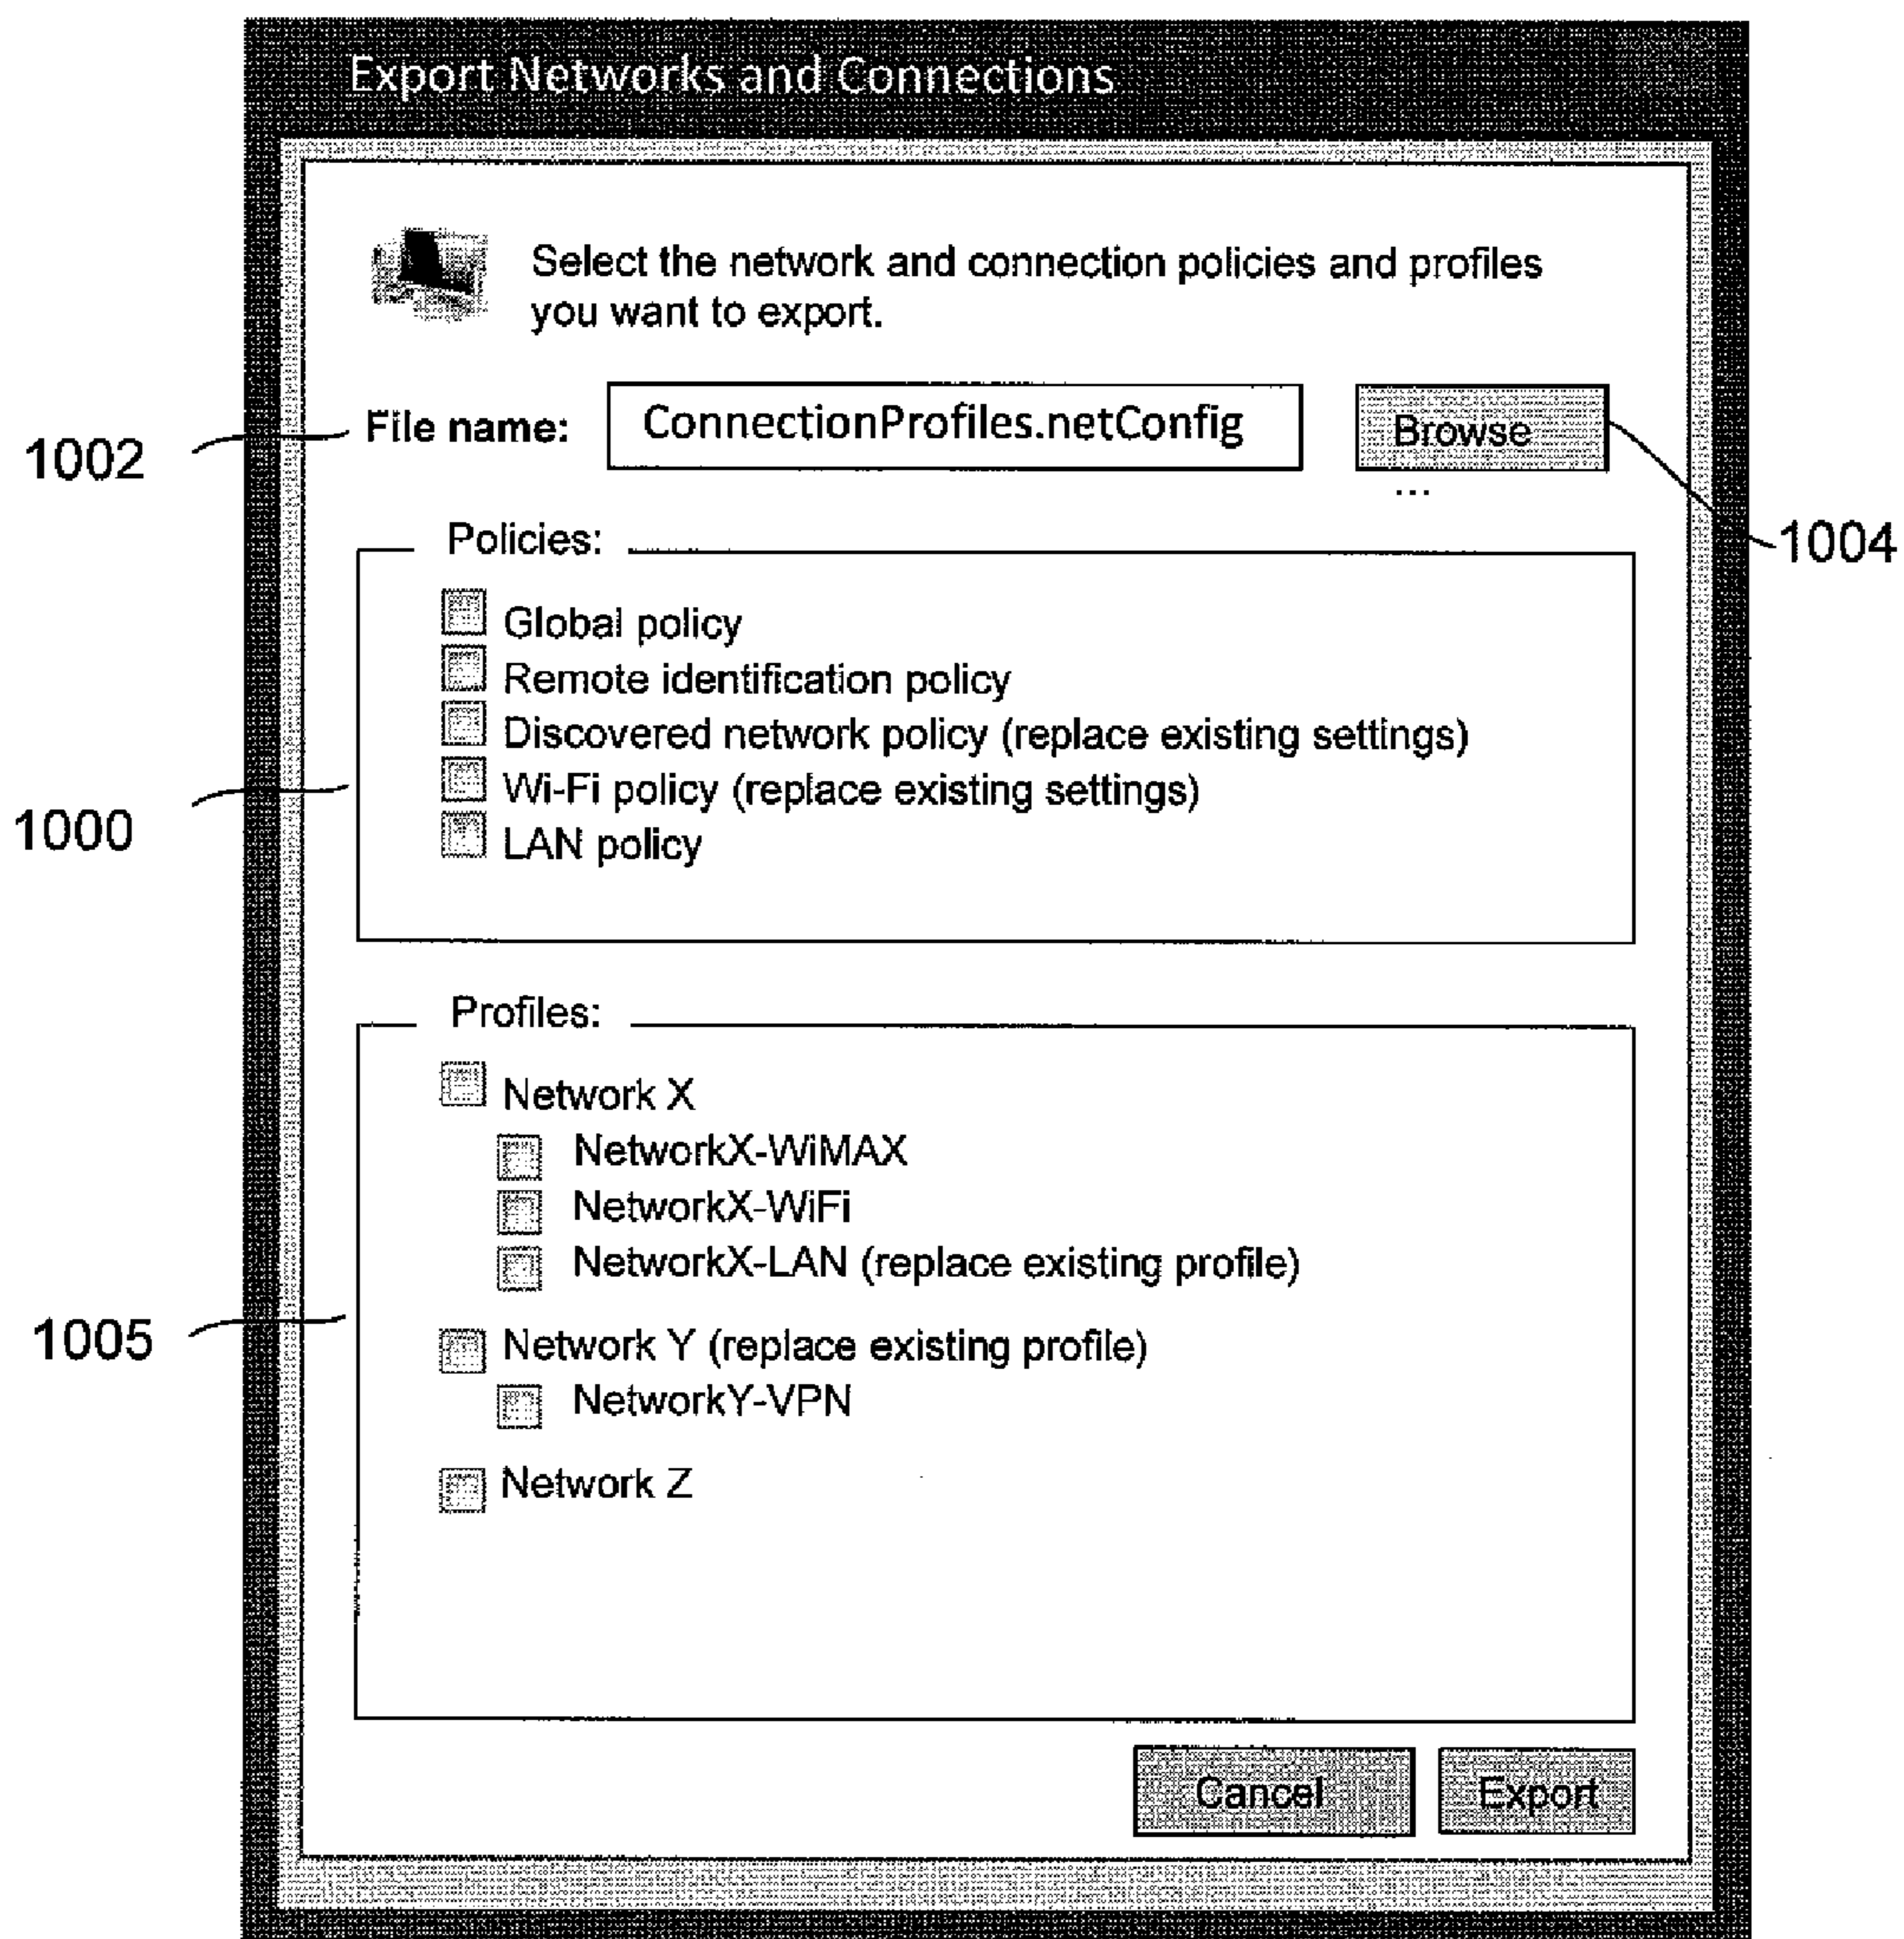 Export Networks and Connections
Select the network and connection policies and profiles
you want to export.
1002
File name:
ConnectionProfiles.netConfig
Browse
...
1004
Policies:
Global policy
Remote identification policy
Discovered network policy (replace existing settings)
Wi-Fi policy (replace existing settings)
LAN policy
1000
Profiles:
Network X
NetworkX-WiMAX
NetworkX-WiFi
NetworkX-LAN (replace existing profile)
1005
Network Y (replace existing profile)
NetworkY-VPN
Network Z
Cancel
Export